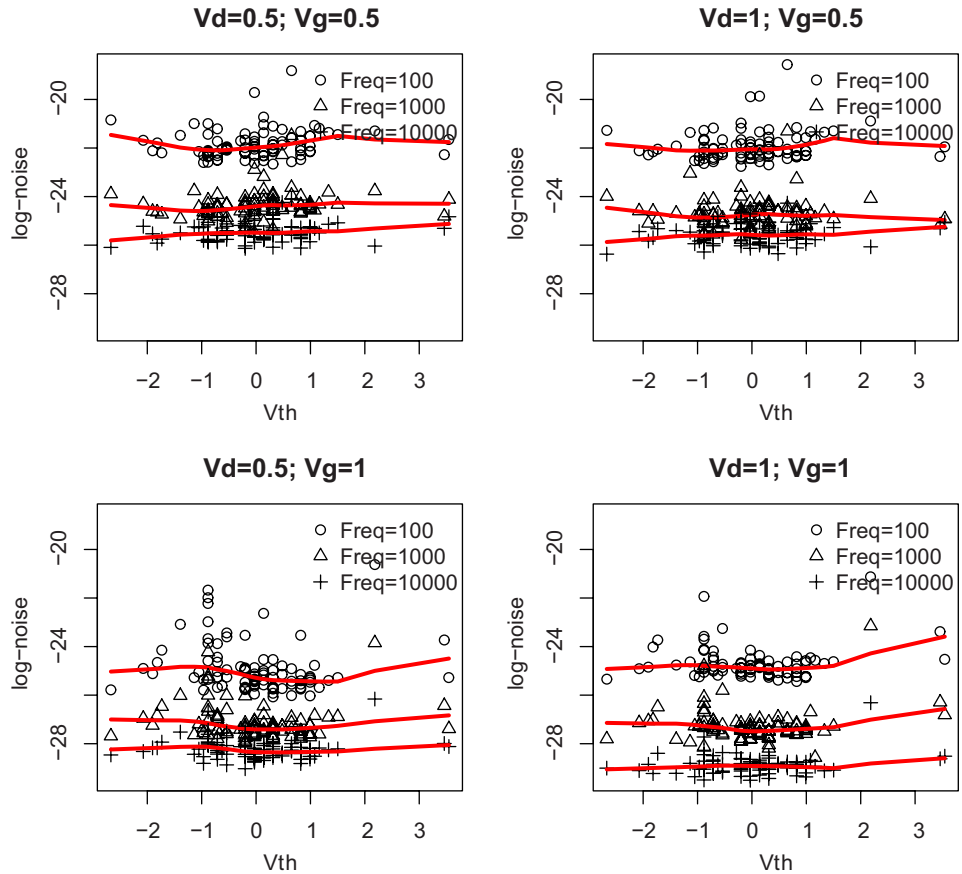 Vd=0.5; Vg=0.5
Freq=100
Freq=1000
Freq=10000
log−noise
−20
−24
−28
−2 −1 0 1 2 3
Vth
Vd=1; Vg=0.5
Freq=100
Freq=1000
Freq=10000
log−noise
−20
−24
−28
−2 −1 0 1 2 3
Vth
Vd=0.5; Vg=1
Freq=100
Freq=1000
Freq=10000
log−noise
−20
−24
−28
−2 −1 0 1 2 3
Vth
Vd=1; Vg=1
Freq=100
Freq=1000
Freq=10000
log−noise
−20
−24
−28
−2 −1 0 1 2 3
Vth